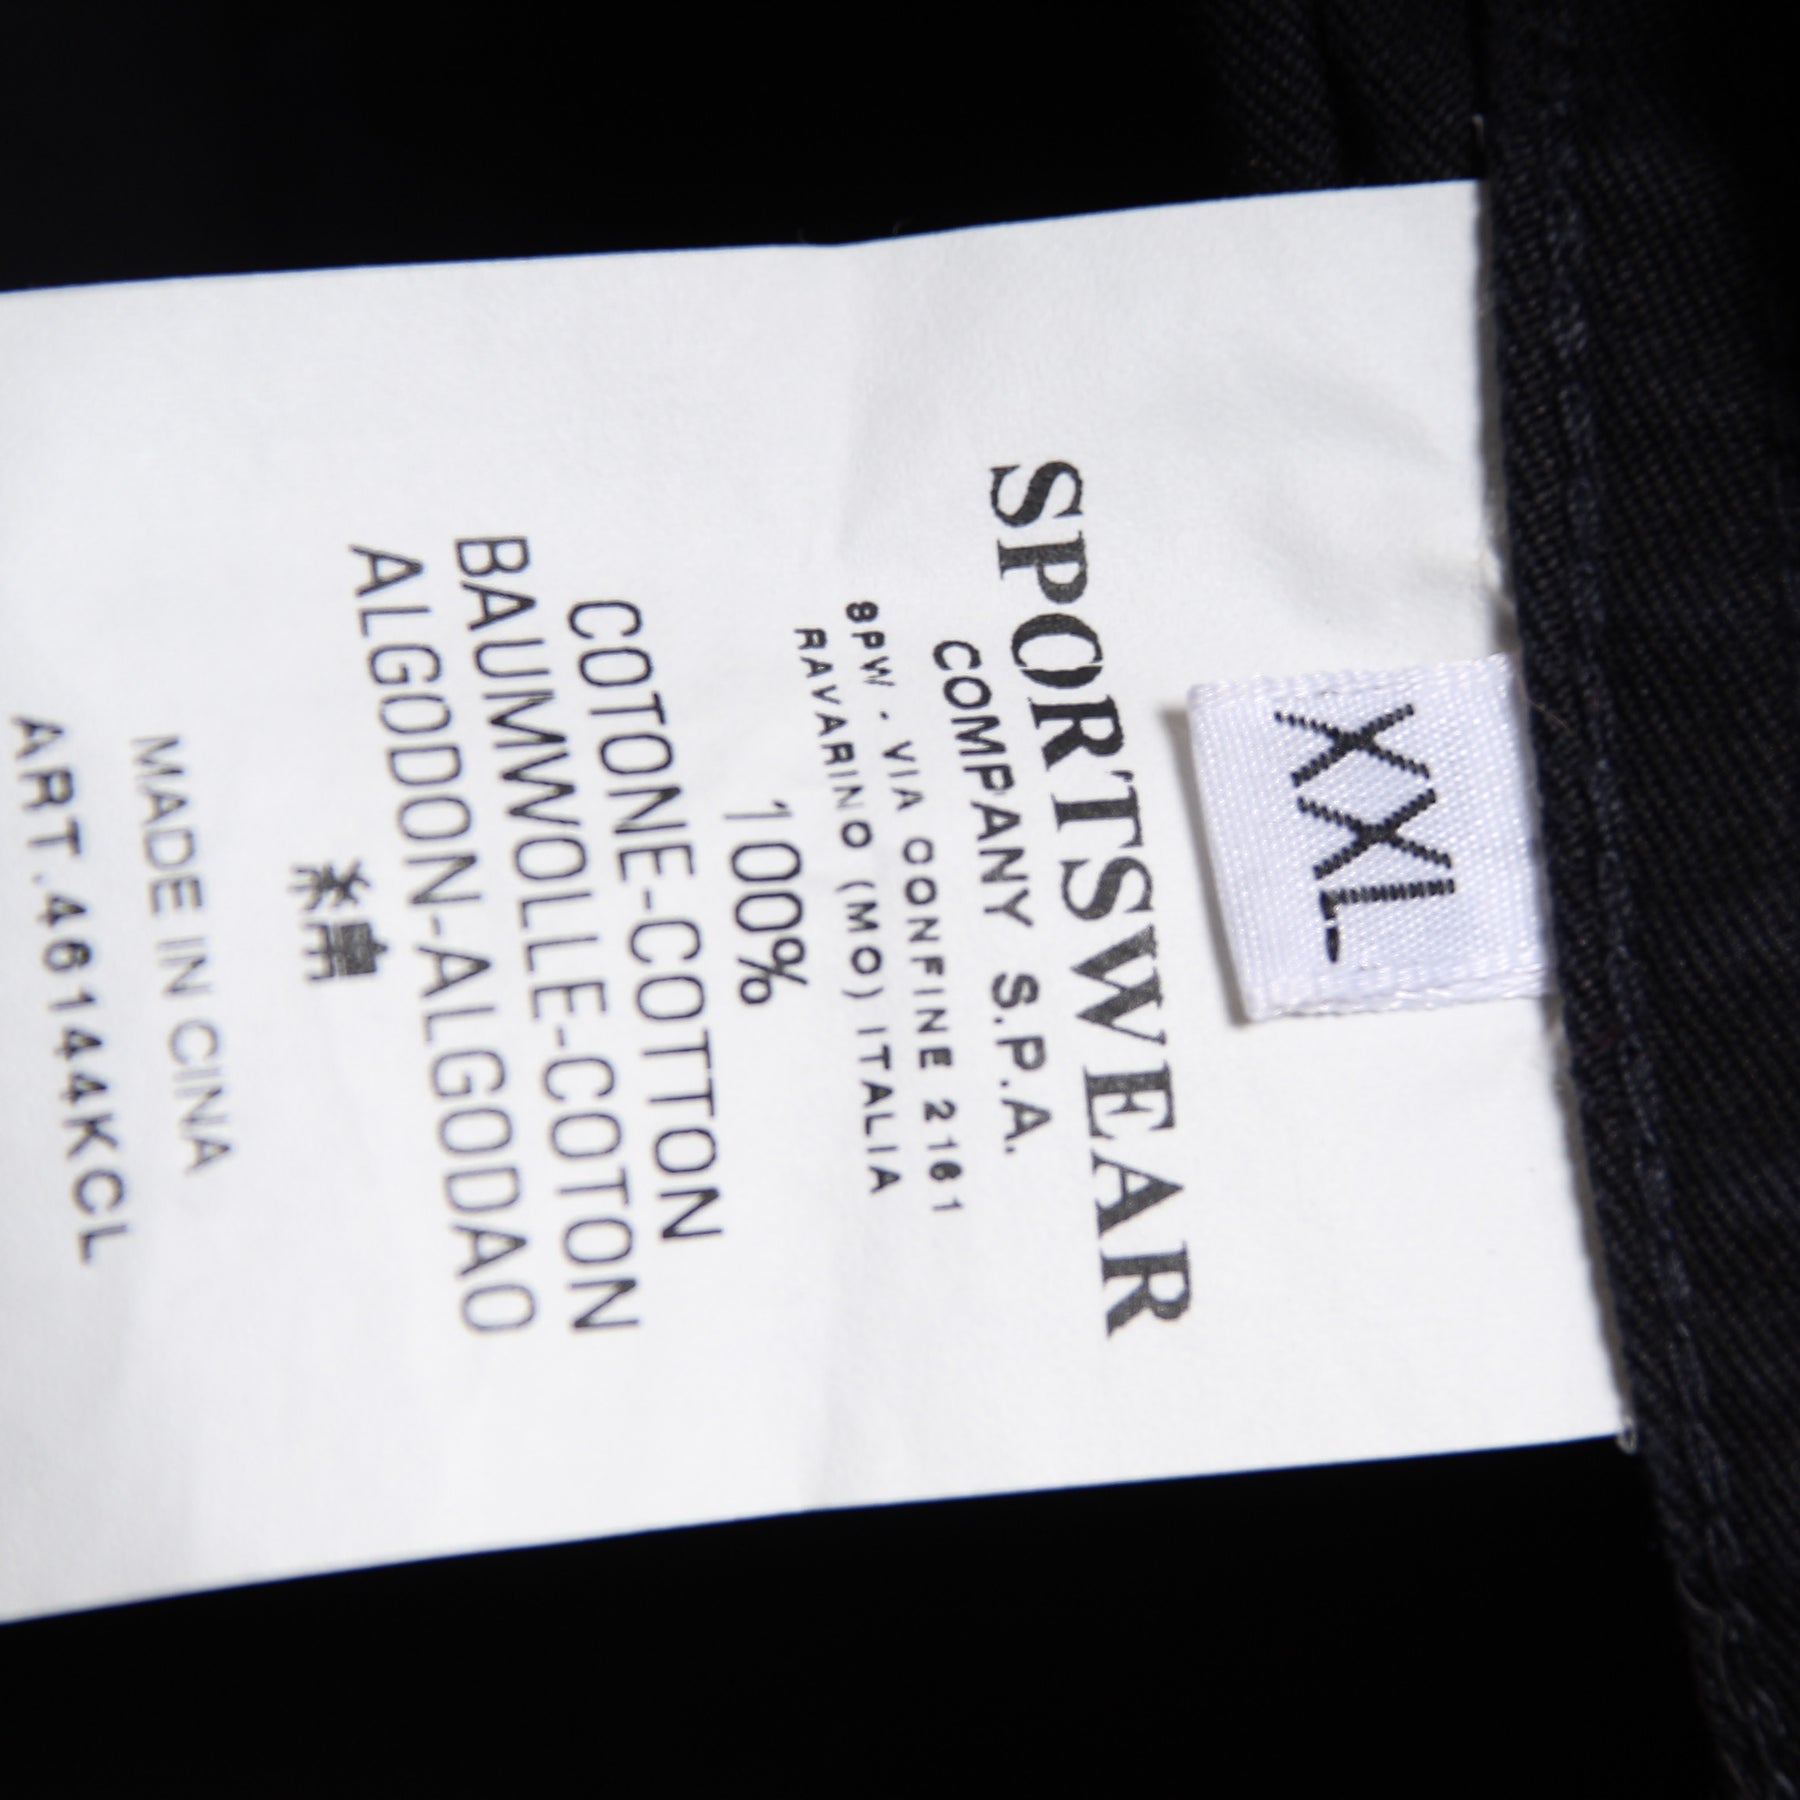 XXL
SPORTSWEAR
COMPANY S.P.A.
SPW - VIA CONFINE 2161
RAVARINO (MO) ITALIA
100%
COTONE-COTTON
BAUMWOLLE-COTON
ALGODON-ALGODAO
米棉
MADE IN CINA
ART.46144KCL